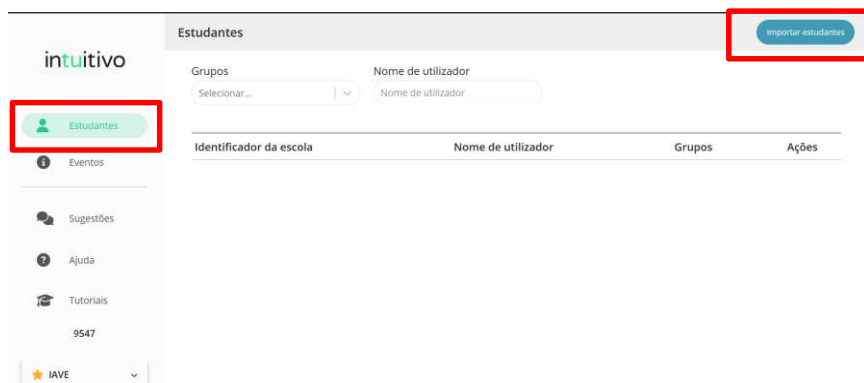 intuitivo
Estudantes
Eventos
Sugestões
Ajuda
Tutoriais
9547
IAVE
Estudantes
Importar estudantes
Grupos
Nome de utilizador
Selecionar...
Nome de utilizador
Identificador da escola
Nome de utilizador
Grupos
Ações